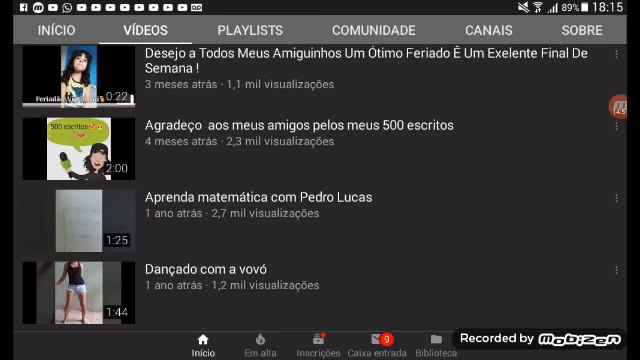 89% 18:15
INÍCIO VÍDEOS PLAYLISTS COMUNIDADE CANAIS SOBRE
Desejo a Todos Meus Amiguinhos Um Ótimo Feriado Ê Um Exelente Final De
Semana !
3 meses atrás · 1,1 mil visualizações
0:22
14:57
500 escritos
Agradeço aos meus amigos pelos meus 500 escritos
4 meses atrás · 2,3 mil visualizações
2:00
Aprenda matemática com Pedro Lucas
1 ano atrás · 2,7 mil visualizações
1:25
Dançado com a vovó
1 ano atrás · 1,2 mil visualizações
1:44
9
Início Em alta Inscrições Caixa entrada Biblioteca
Recorded by mobizen